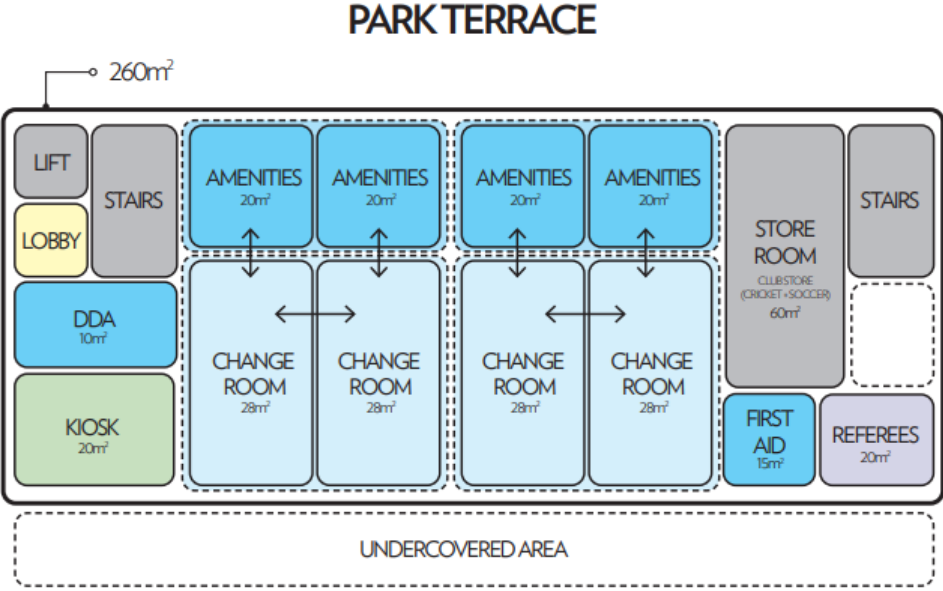 PARK TERRACE
260m²
LIFT
LOBBY
STAIRS
DDA
10m²
KIOSK
20m²
AMENITIES
20m²
AMENITIES
20m²
AMENITIES
20m²
AMENITIES
20m²
CHANGE
ROOM
28m²
CHANGE
ROOM
28m²
CHANGE
ROOM
28m²
CHANGE
ROOM
28m²
STORE
ROOM
CLUB STORE
(CRICKET + SOCCER)
60m²
STAIRS
FIRST
AID
15m²
REFEREES
20m²
UNDERCOVERED AREA